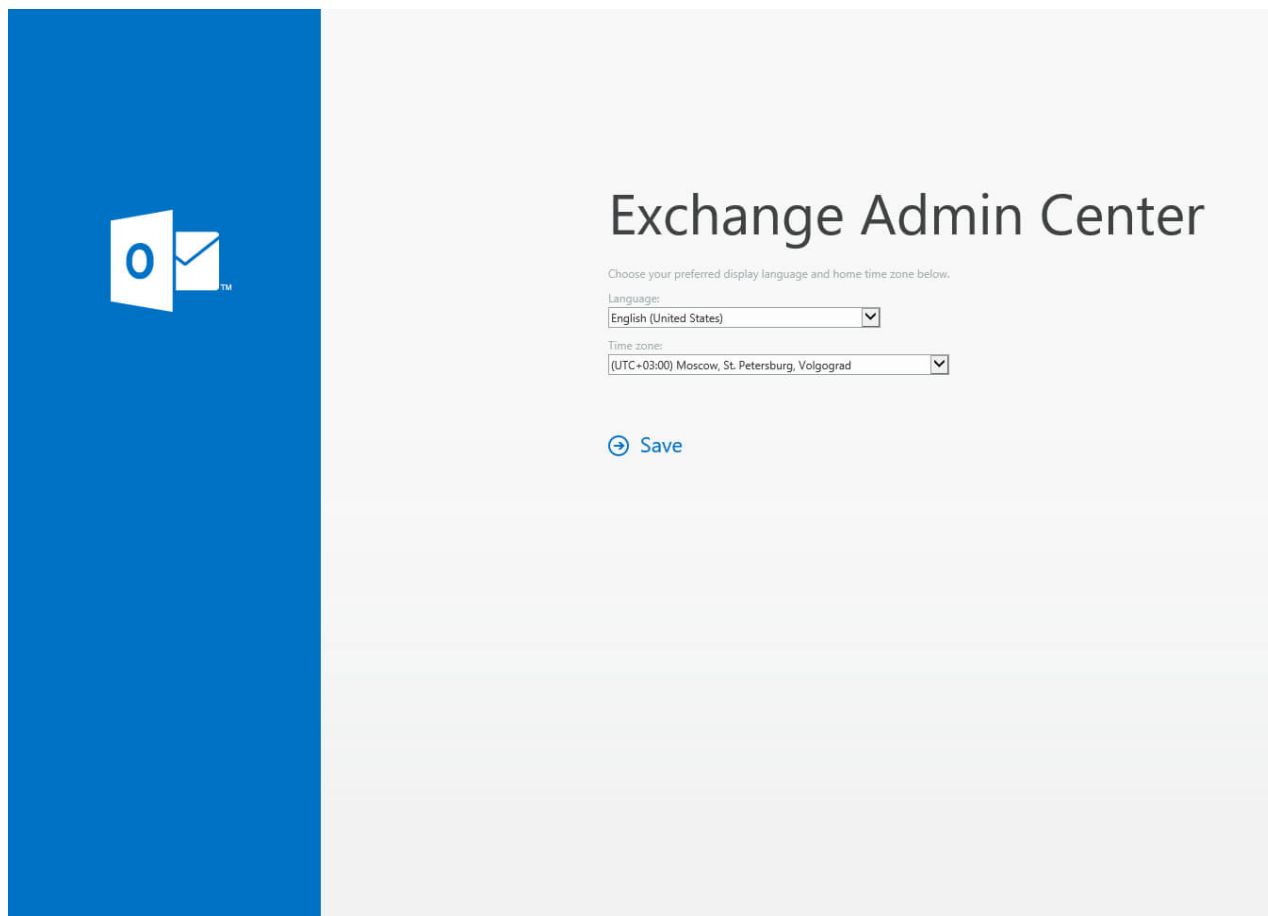 O
TM
Exchange Admin Center
Choose your preferred display language and home time zone below.
Language:
English (United States)
Time zone:
(UTC+03:00) Moscow, St. Petersburg, Volgograd
Save